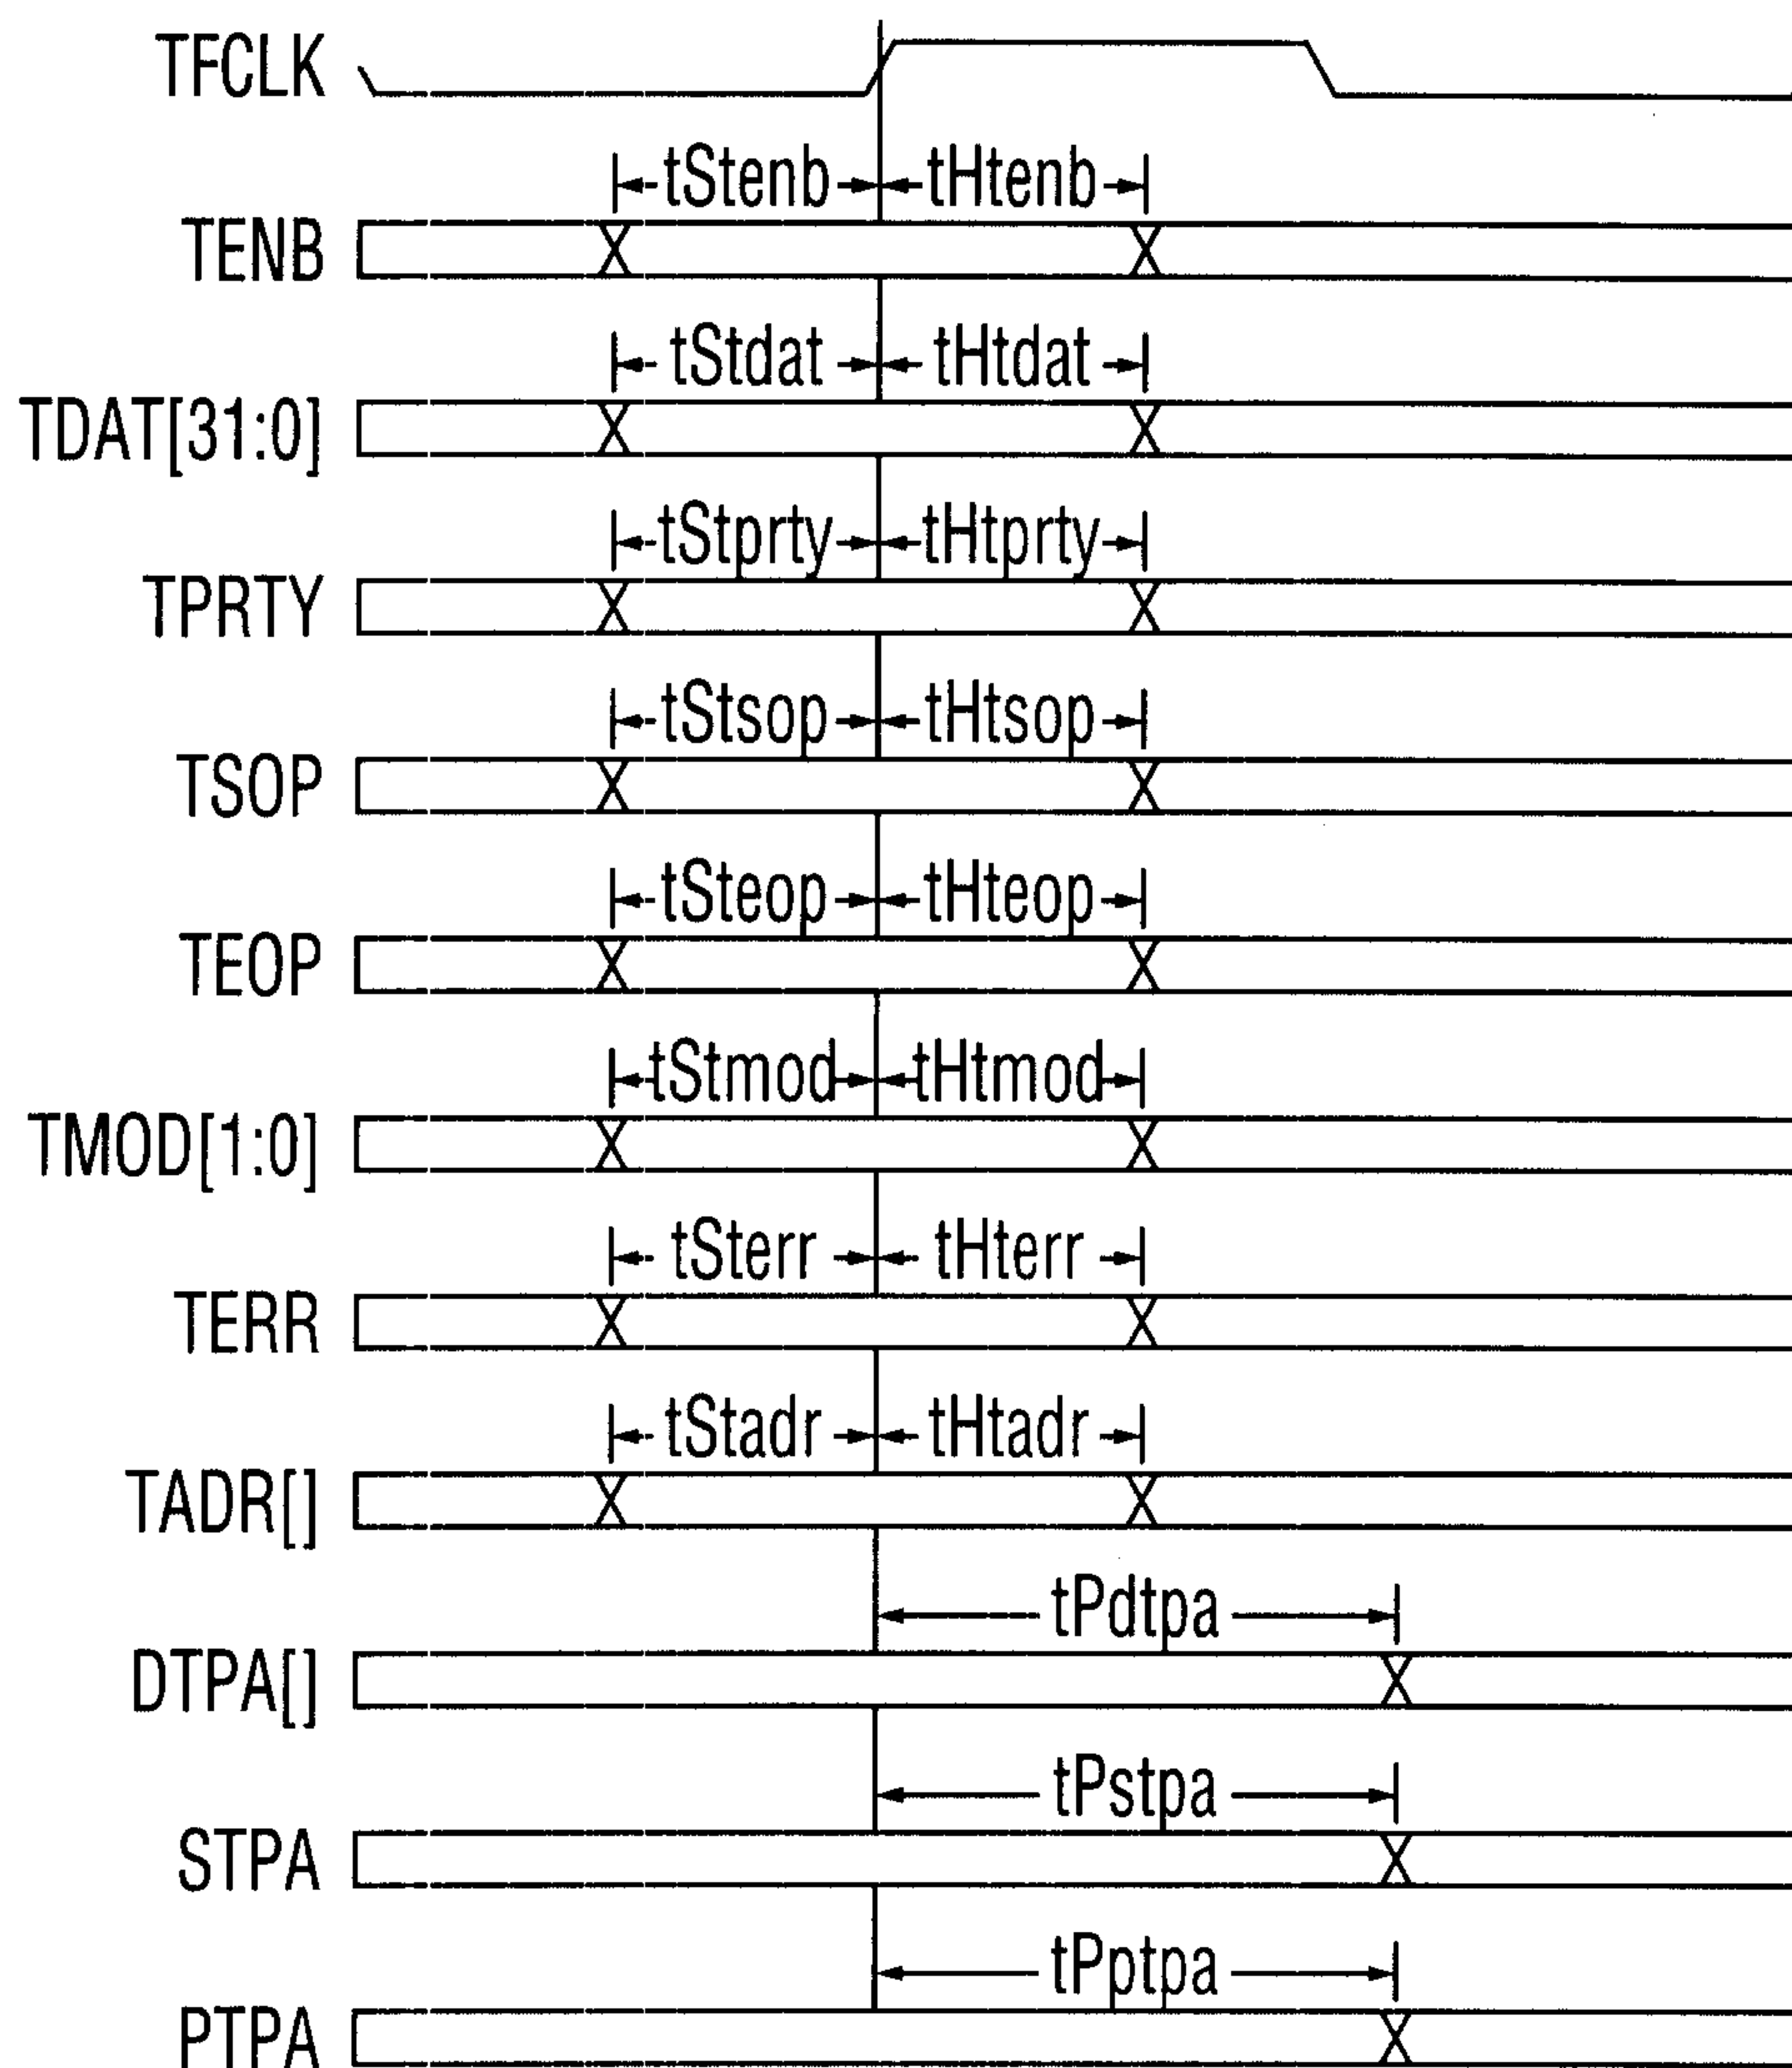 TFCLK
tStenb tHtenb
TENB
tStdat tHtdat
TDAT[31:0]
tStprty tHtprty
TPRTY
tStsop tHtsop
TSOP
tSteop tHteop
TEOP
tStmod tHtmod
TMOD[1:0]
tSterr tHterr
TERR
tStadr tHtadr
TADR[]
tPdtpa
DTPA[]
tPstpa
STPA
tPptpa
PTPA